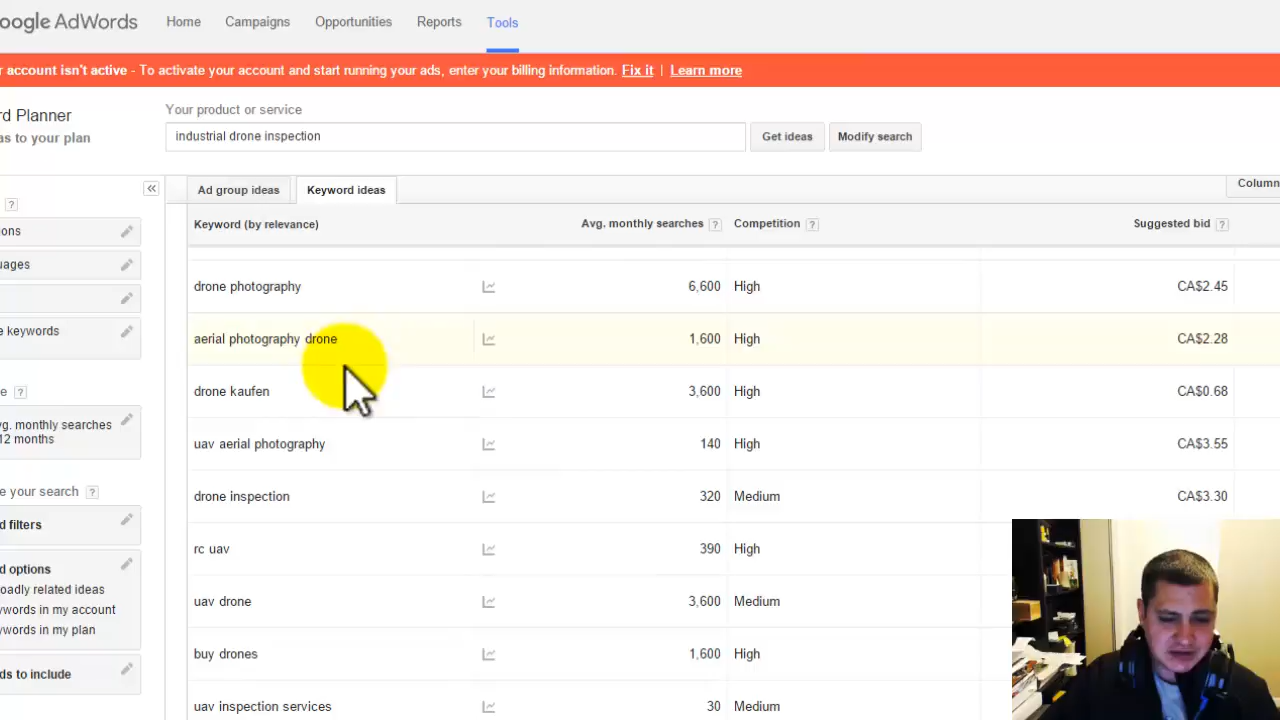 oogle AdWords Home Campaigns Opportunities Reports Tools
r account isn't active - To activate your account and start running your ads, enter your billing information. Fix it | Learn more
rd Planner
as to your plan
Your product or service
industrial drone inspection Get ideas Modify search
Ad group ideas Keyword ideas Column
Keyword (by relevance) Avg. monthly searches ? Competition ? Suggested bid ?
drone photography 6,600 High CA$2.45
aerial photography drone 1,600 High CA$2.28
drone kaufen 3,600 High CA$0.68
uav aerial photography 140 High CA$3.55
drone inspection 320 Medium CA$3.30
rc uav 390 High
uav drone 3,600 Medium
buy drones 1,600 High
uav inspection services 30 Medium
?
ons
uages
e keywords
e ?
vg. monthly searches
12 months
e your search ?
d filters
d options
oadly related ideas
ywords in my account
ywords in my plan
ds to include